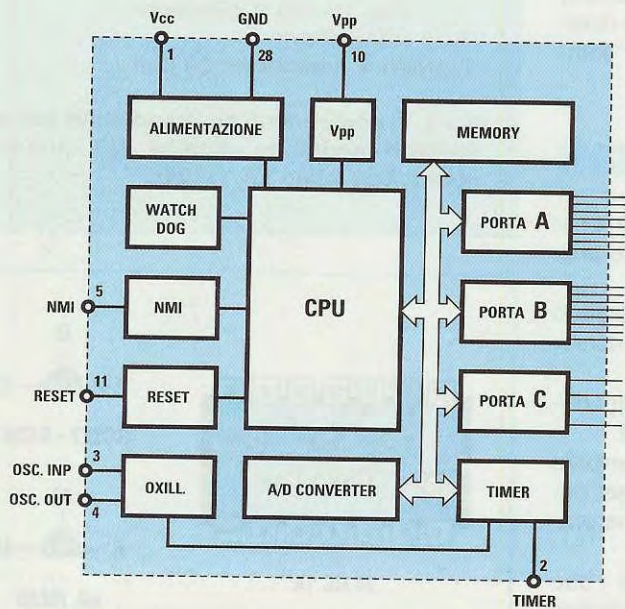 Vcc
GND
Vpp
1
28
10
ALIMENTAZIONE
Vpp
MEMORY
WATCH
DOG
CPU
PORTA A
NMI
5
NMI
PORTA B
RESET
11
RESET
PORTA C
OSC. INP
3
OSC. OUT
4
OXILL.
A/D CONVERTER
TIMER
2
TIMER